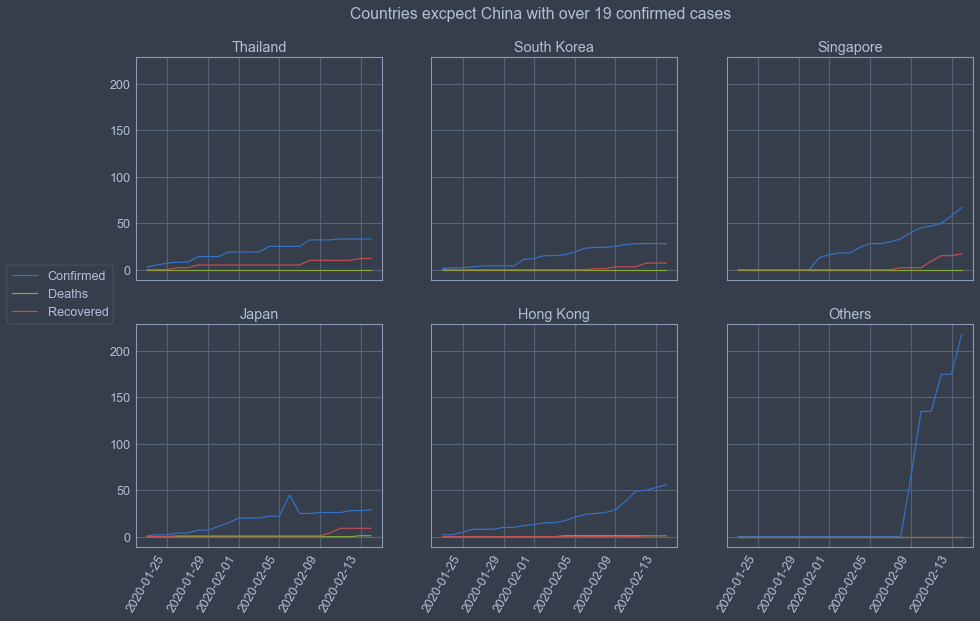 Countries excpect China with over 19 confirmed cases
Thailand
South Korea
Singapore
200
150
100
50
0
Confirmed
Deaths
Recovered
Japan
Hong Kong
Others
200
150
100
50
0
2020-01-25
2020-01-29
2020-02-01
2020-02-05
2020-02-09
2020-02-13
2020-01-25
2020-01-29
2020-02-01
2020-02-05
2020-02-09
2020-02-13
2020-01-25
2020-01-29
2020-02-01
2020-02-05
2020-02-09
2020-02-13